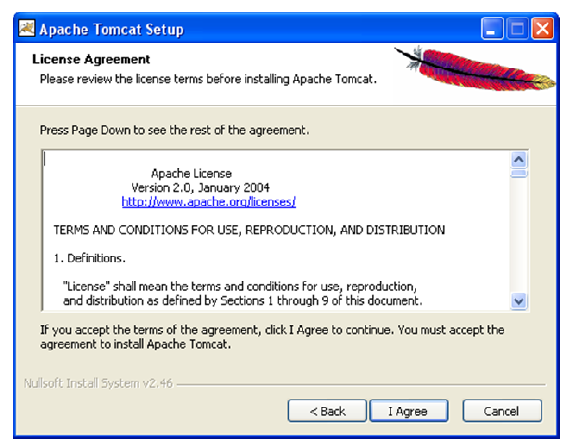 Apache Tomcat Setup
License Agreement
Please review the license terms before installing Apache Tomcat.
Press Page Down to see the rest of the agreement.
Apache License
Version 2.0, January 2004
http://www.apache.org/licenses/
TERMS AND CONDITIONS FOR USE, REPRODUCTION, AND DISTRIBUTION
1. Definitions.
"License" shall mean the terms and conditions for use, reproduction,
and distribution as defined by Sections 1 through 9 of this document.
If you accept the terms of the agreement, click I Agree to continue. You must accept the
agreement to install Apache Tomcat.
Nullsoft Install System v2.46
< Back I Agree Cancel